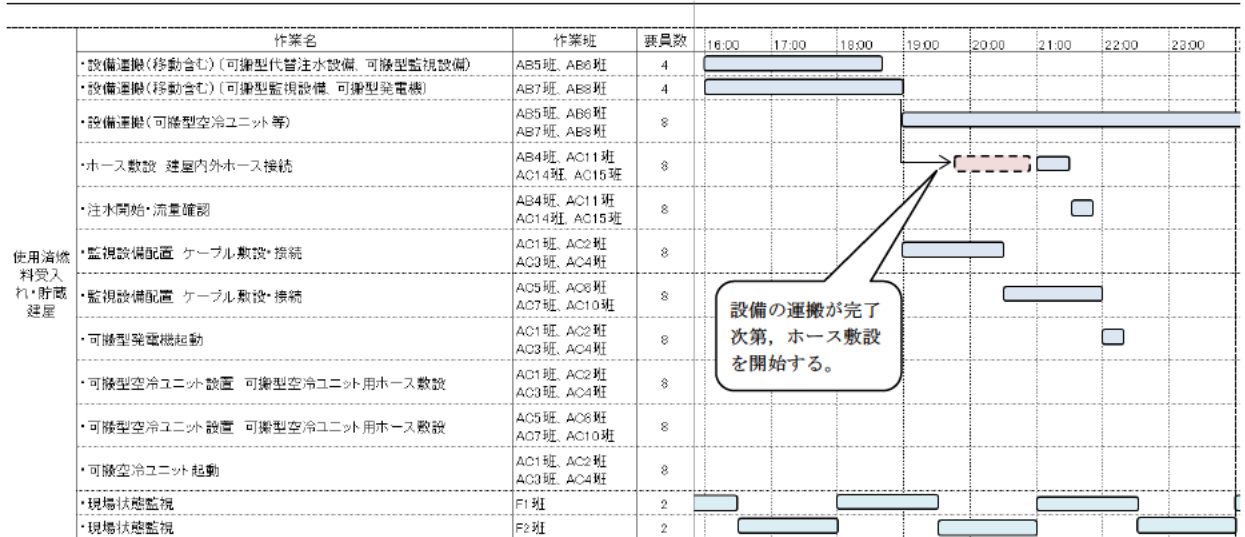 作業名 作業班 要員数 16:00 17:00 18:00 19:00 20:00 21:00 22:00 23:00
・設備運搬(移動含む)〔可搬型代替注水設備、可搬型監視設備〕 AB5班、AB6班 4
・設備運搬(移動含む)〔可搬型監視設備、可搬型発電機〕 AB7班、AB8班 4
・設備運搬(可搬型空冷ユニット等) AB5班、AB6班 8
AB7班、AB8班
・ホース敷設 建屋内外ホース接続 AB4班、AC11班 8
AC14班、AC15班
・注水開始・流量確認 AB4班、AC11班 8
AC14班、AC15班
使用済燃
料受入
れ・貯蔵
建屋
・監視設備配置 ケーブル敷設・接続 AC1班、AC2班 8
AC3班、AC4班
・監視設備配置 ケーブル敷設・接続 AC5班、AC6班 8
AC7班、AC10班
・可搬型発電機起動 AC1班、AC2班 8
AC3班、AC4班
・可搬型空冷ユニット設置 可搬型空冷ユニット用ホース敷設 AC1班、AC2班 8
AC3班、AC4班
・可搬型空冷ユニット設置 可搬型空冷ユニット用ホース敷設 AC5班、AC6班 8
AC7班、AC10班
・可搬空冷ユニット起動 AC1班、AC2班 8
AC3班、AC4班
・現場状態監視 F1班 2
・現場状態監視 F2班 2
設備の運搬が完了
次第，ホース敷設
を開始する。